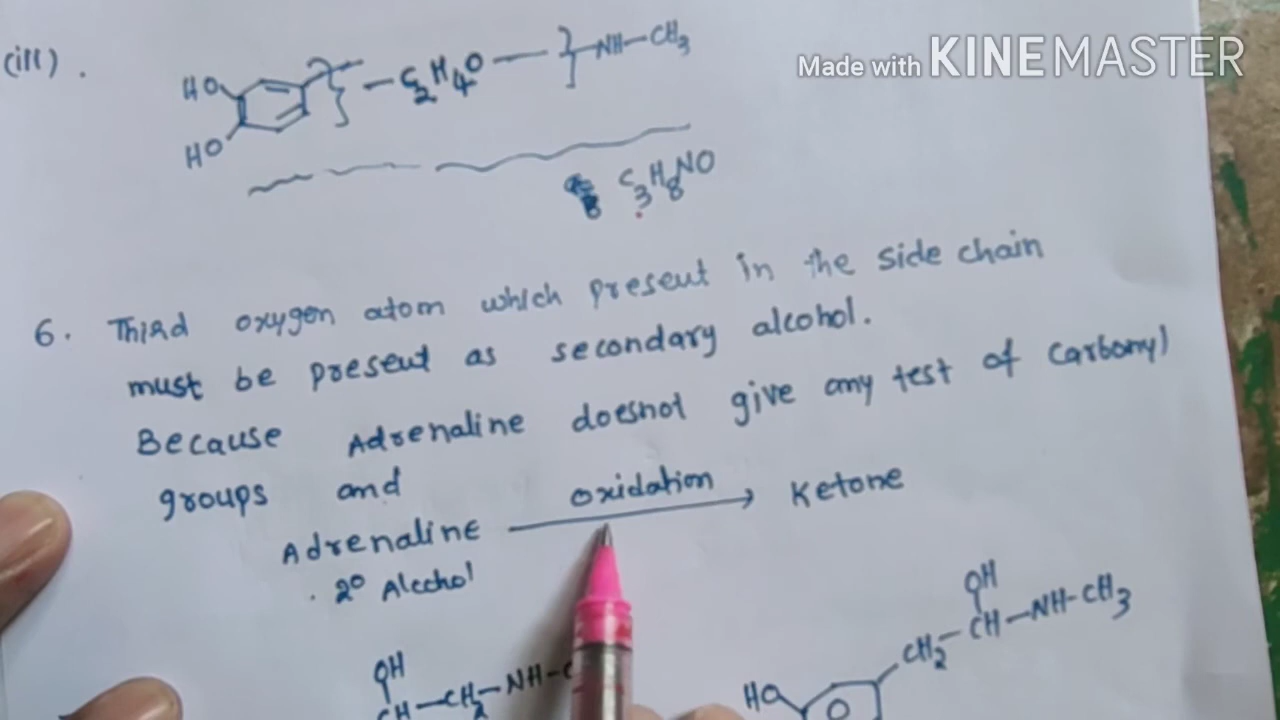 Made with KINEMASTER
(iii). HO HO } -C2H4O- } NH-CH3
C3H8NO
6. Third oxygen atom which present in the side chain
must be present as secondary alcohol.
Because Adrenaline doesnot give any test of carbonyl
groups and
Adrenaline oxidation → Ketone
2° Alcohol
OH
CH-CH2-NH-C
OH
HO CH2-CH-NH-CH3